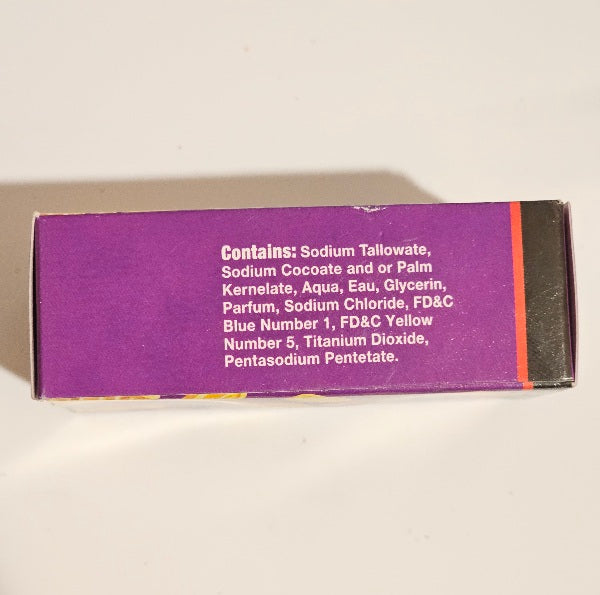 Contains: Sodium Tallowate,
Sodium Cocoate and or Palm
Kernelate, Aqua, Eau, Glycerin,
Parfum, Sodium Chloride, FD&C
Blue Number 1, FD&C Yellow
Number 5, Titanium Dioxide,
Pentasodium Pentetate.